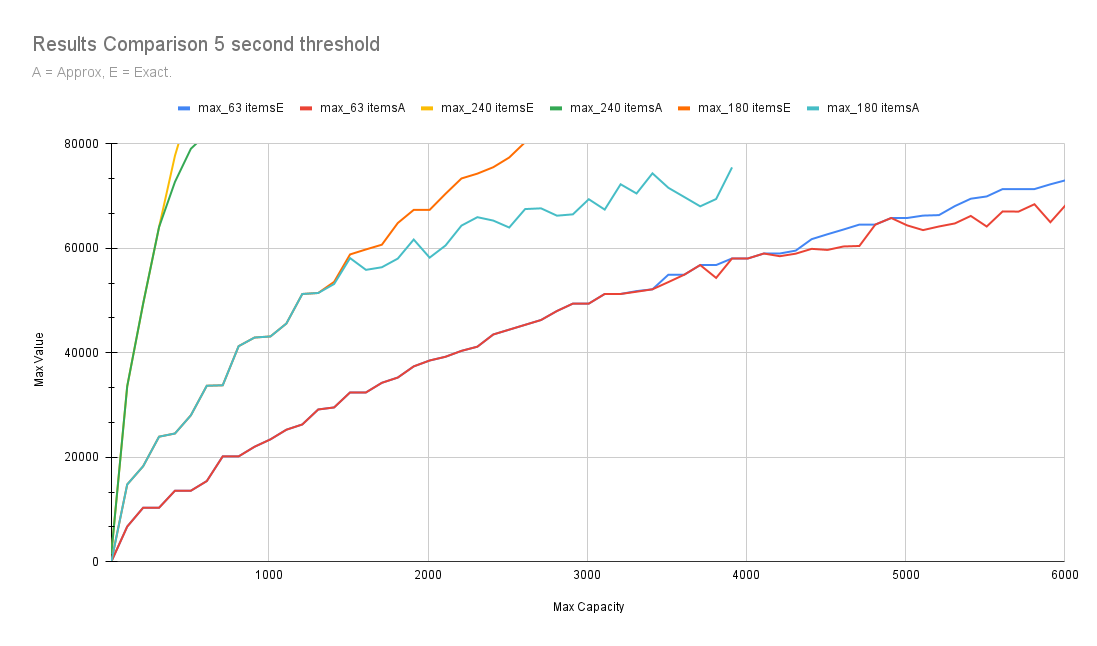 Results Comparison 5 second threshold
A = Approx, E = Exact.
max_63 itemsE max_63 itemsA max_240 itemsE max_240 itemsA max_180 itemsE max_180 itemsA
80000
60000
40000
20000
0
Max Value
1000 2000 3000 4000 5000 6000
Max Capacity